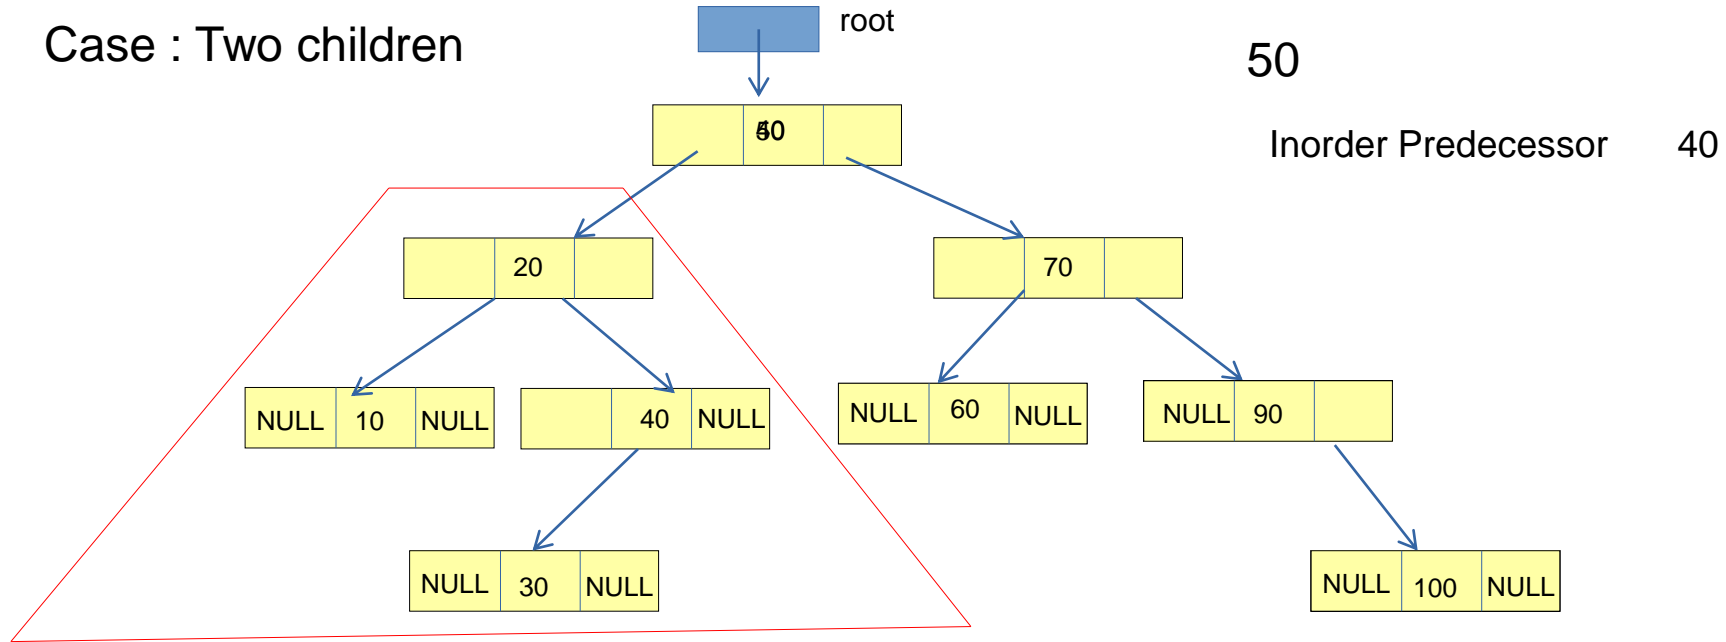 Case : Two children
root
50
Inorder Predecessor 40
20
70
NULL 10 NULL
40 NULL
NULL 60 NULL
NULL 90
NULL 30 NULL
NULL 100 NULL